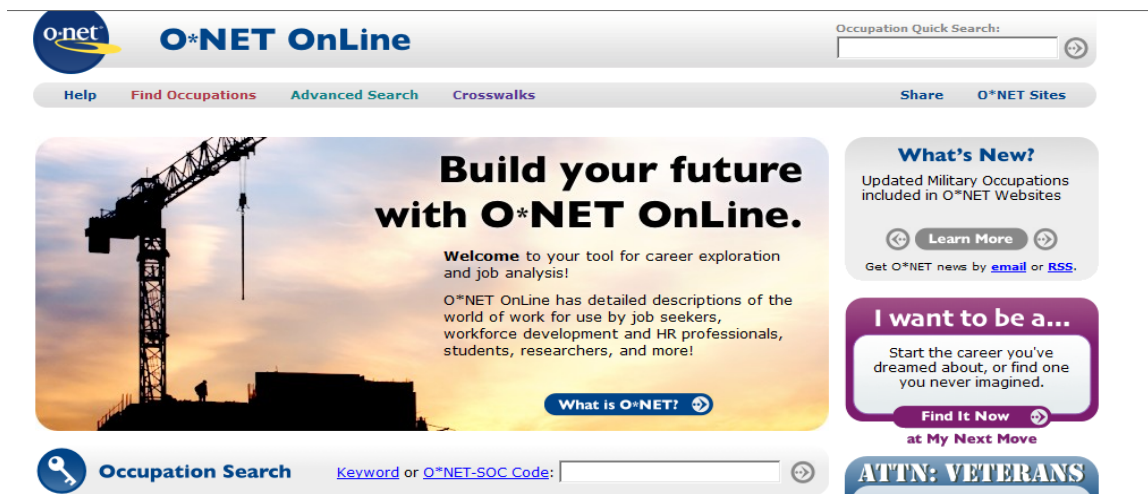 o·net
O*NET OnLine
Occupation Quick Search:
Help Find Occupations Advanced Search Crosswalks Share O*NET Sites
Build your future
with O*NET OnLine.
Welcome to your tool for career exploration
and job analysis!
O*NET OnLine has detailed descriptions of the
world of work for use by job seekers,
workforce development and HR professionals,
students, researchers, and more!
What is O*NET?
What's New?
Updated Military Occupations
included in O*NET Websites
Learn More
Get O*NET news by email or RSS.
I want to be a...
Start the career you've
dreamed about, or find one
you never imagined.
Find It Now
at My Next Move
Occupation Search Keyword or O*NET-SOC Code:
ATTN: VETERANS